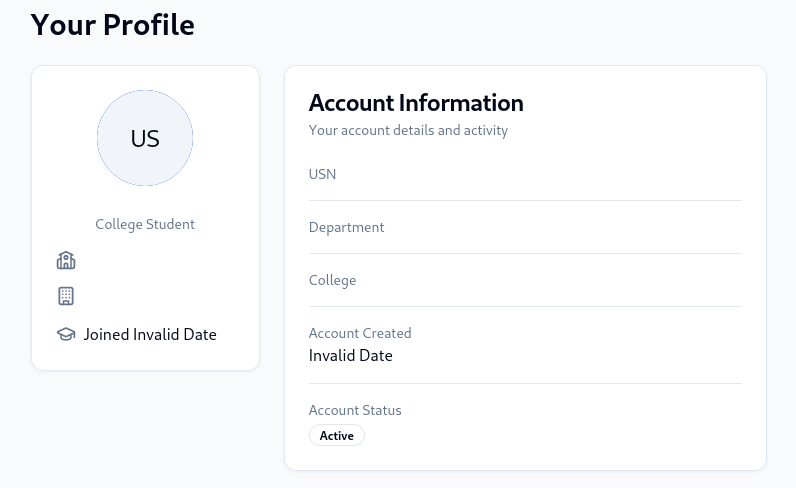 Your Profile
US
College Student
Joined Invalid Date
Account Information
Your account details and activity
USN
Department
College
Account Created
Invalid Date
Account Status
Active